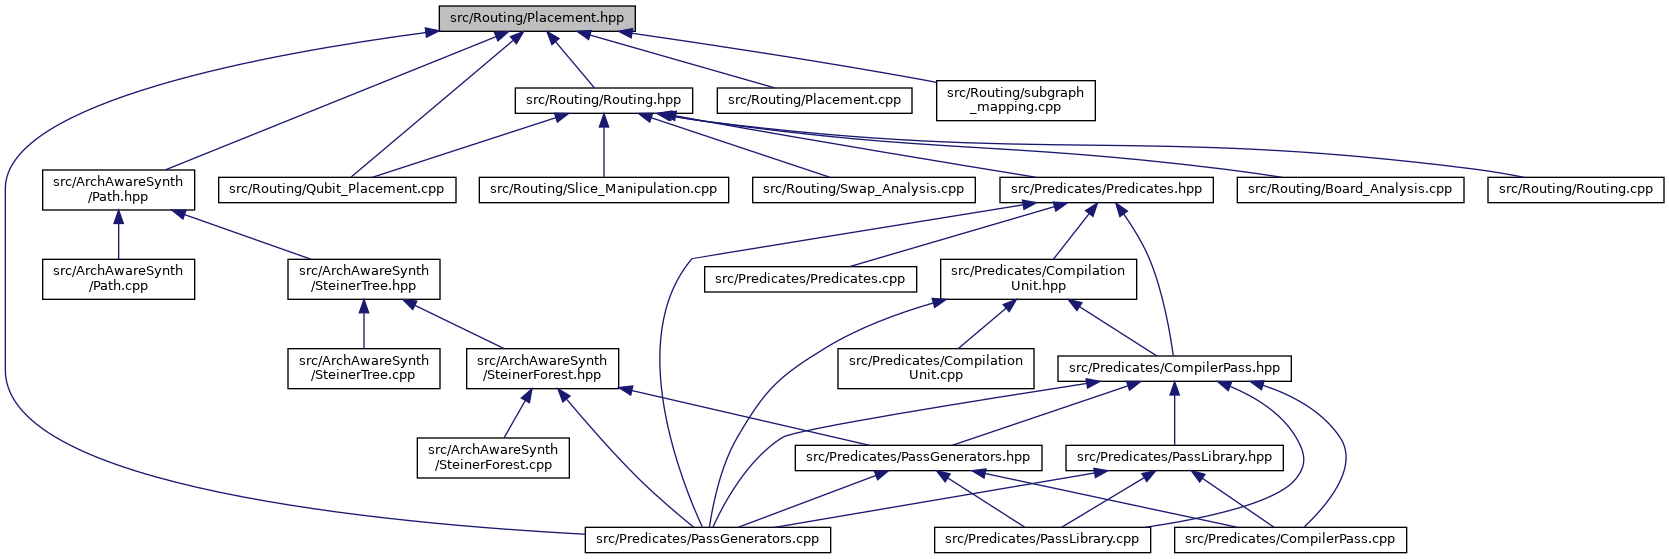 src/Routing/Placement.hpp
src/Routing/Routing.hpp
src/Routing/Placement.cpp
src/Routing/subgraph
_mapping.cpp
src/ArchAwareSynth
/Path.hpp
src/Routing/Qubit_Placement.cpp
src/Routing/Slice_Manipulation.cpp
src/Routing/Swap_Analysis.cpp
src/Predicates/Predicates.hpp
src/Routing/Board_Analysis.cpp
src/Routing/Routing.cpp
src/ArchAwareSynth
/Path.cpp
src/ArchAwareSynth
/SteinerTree.hpp
src/Predicates/Predicates.cpp
src/Predicates/Compilation
Unit.hpp
src/ArchAwareSynth
/SteinerTree.cpp
src/ArchAwareSynth
/SteinerForest.hpp
src/Predicates/Compilation
Unit.cpp
src/Predicates/CompilerPass.hpp
src/ArchAwareSynth
/SteinerForest.cpp
src/Predicates/PassGenerators.hpp
src/Predicates/PassLibrary.hpp
src/Predicates/PassGenerators.cpp
src/Predicates/PassLibrary.cpp
src/Predicates/CompilerPass.cpp